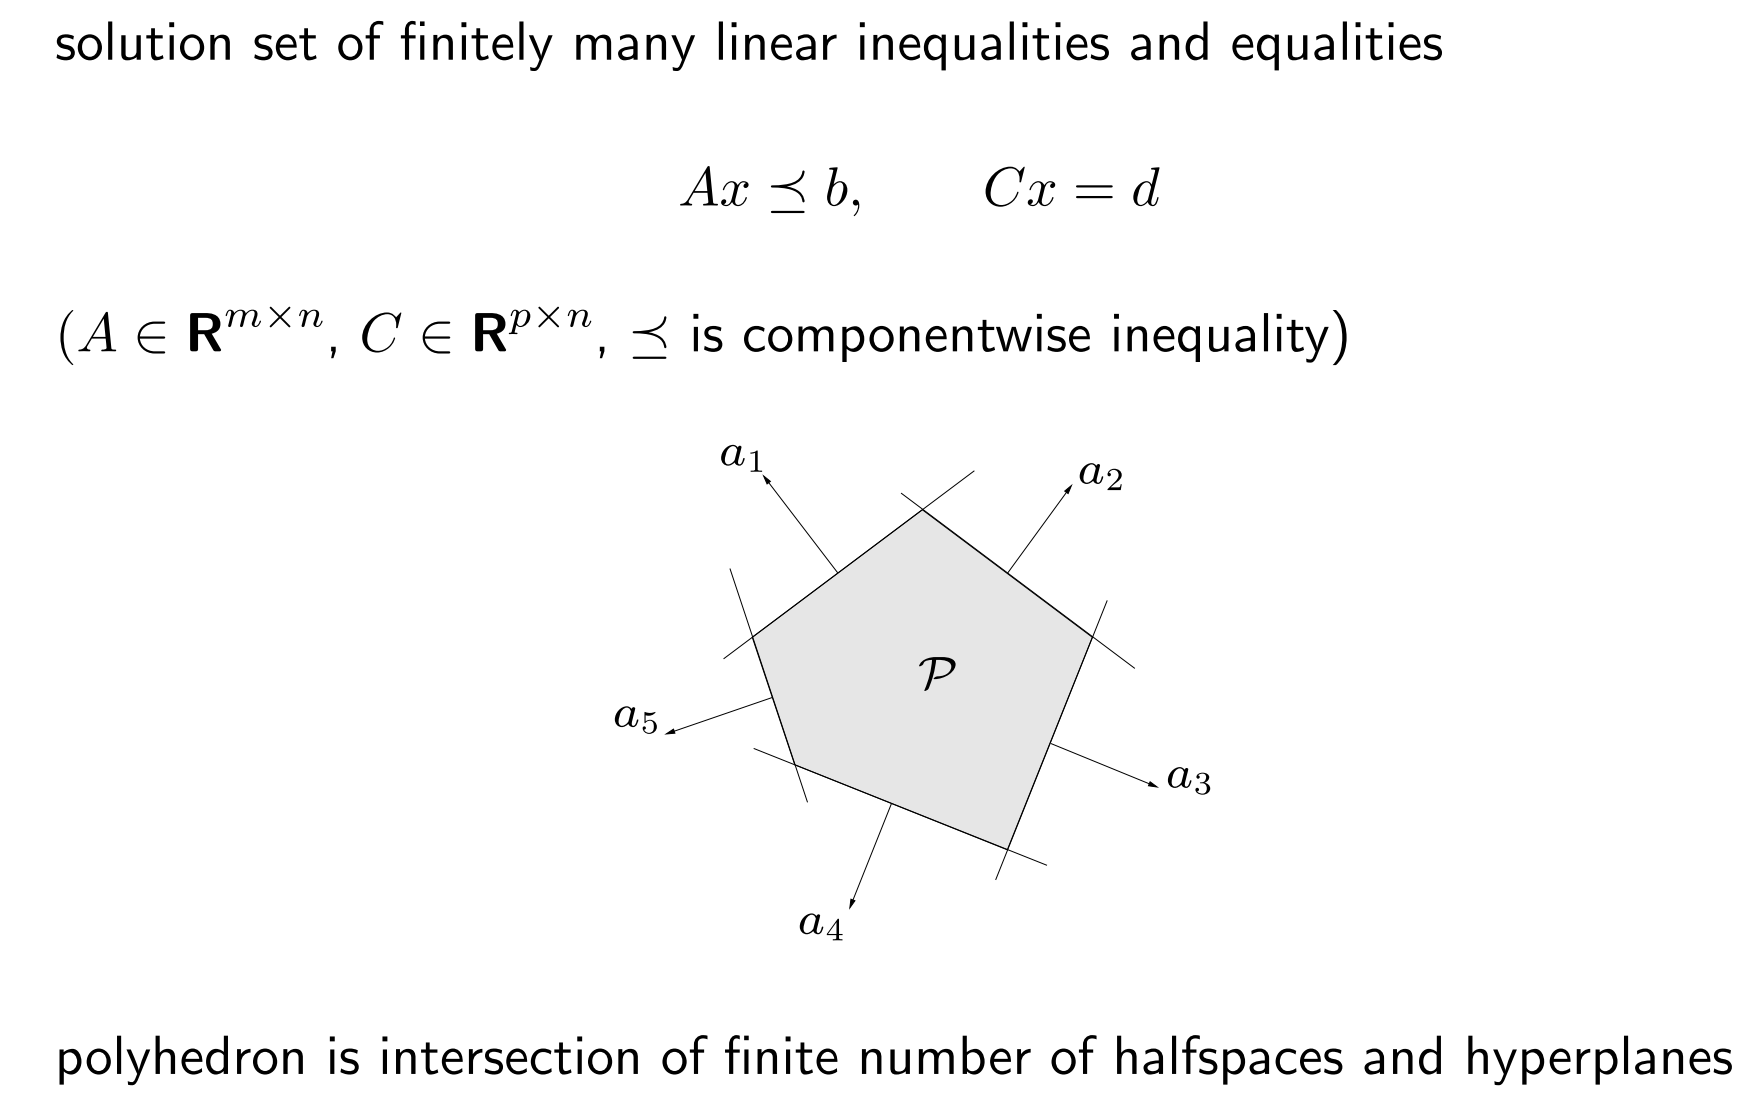 solution set of finitely many linear inequalities and equalities
Ax ⪯ b, Cx = d
(A ∈ R^{m×n}, C ∈ R^{p×n}, ⪯ is componentwise inequality)
a₁
a₂
P
a₅
a₃
a₄
polyhedron is intersection of finite number of halfspaces and hyperplanes